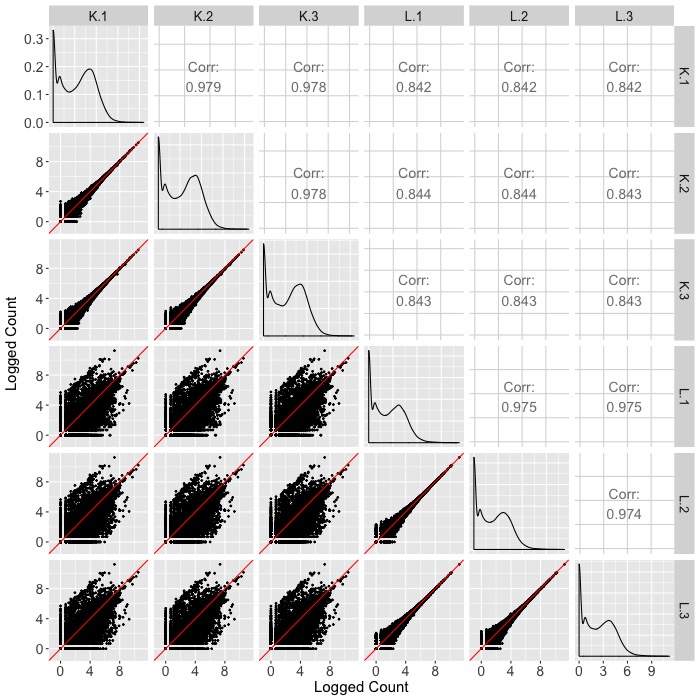 K.1 K.2 K.3 L.1 L.2 L.3
0.3
0.2
0.1
0.0
Corr:
0.979
Corr:
0.978
Corr:
0.842
Corr:
0.842
Corr:
0.842
K.1
8
4
0
Corr:
0.978
Corr:
0.844
Corr:
0.844
Corr:
0.843
K.2
8
4
0
Corr:
0.843
Corr:
0.843
Corr:
0.843
K.3
8
4
0
Corr:
0.975
Corr:
0.975
L.1
8
4
0
Corr:
0.974
L.2
8
4
0
L.3
0 4 8 0 4 8 0 4 8 0 4 8 0 4 8 0 3 6 9
Logged Count
Logged Count